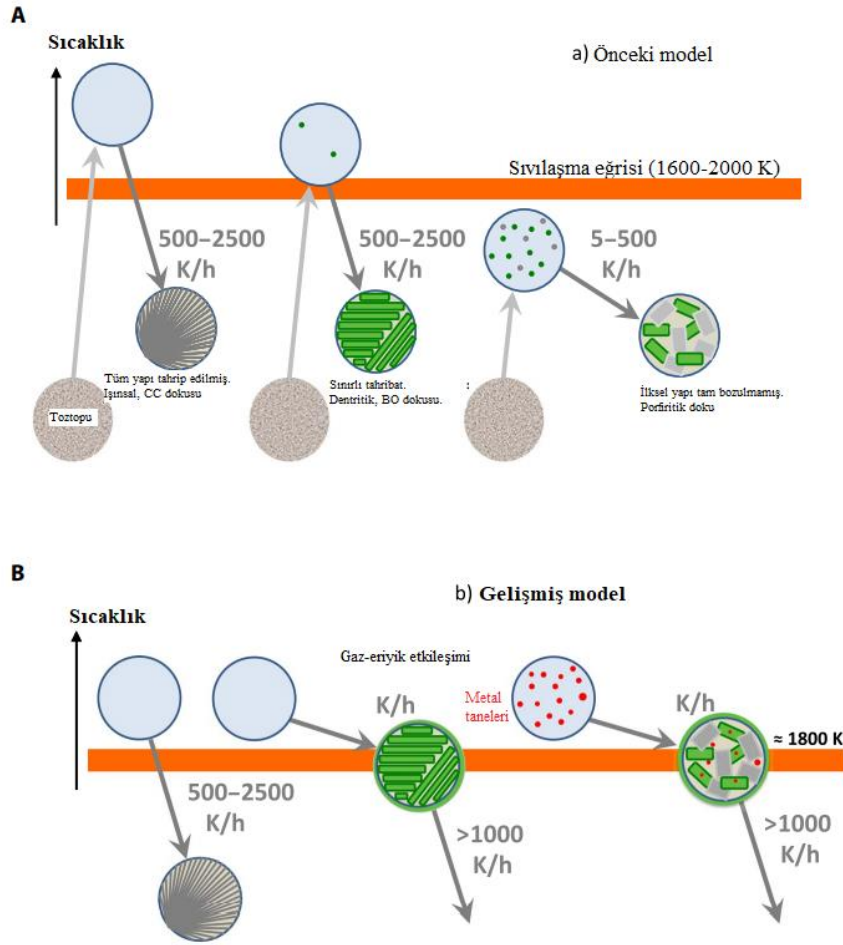 A
Sıcaklık
a) Önceki model
Sıvılaşma eğrisi (1600-2000 K)
500–2500
K/h
500–2500
K/h
5–500
K/h
Toztopu
Tüm yapı tahrip edilmiş.
Işınsal, CC dokusu
Sınırlı tahribat.
Dentritik, BO dokusu.
:
İlksel yapı tam bozulmamış.
Porfiritik doku
B
Sıcaklık
b) Gelişmiş model
Gaz-eriyik etkileşimi
K/h
Metal
taneleri
K/h
≈ 1800 K
500–2500
K/h
>1000
K/h
>1000
K/h